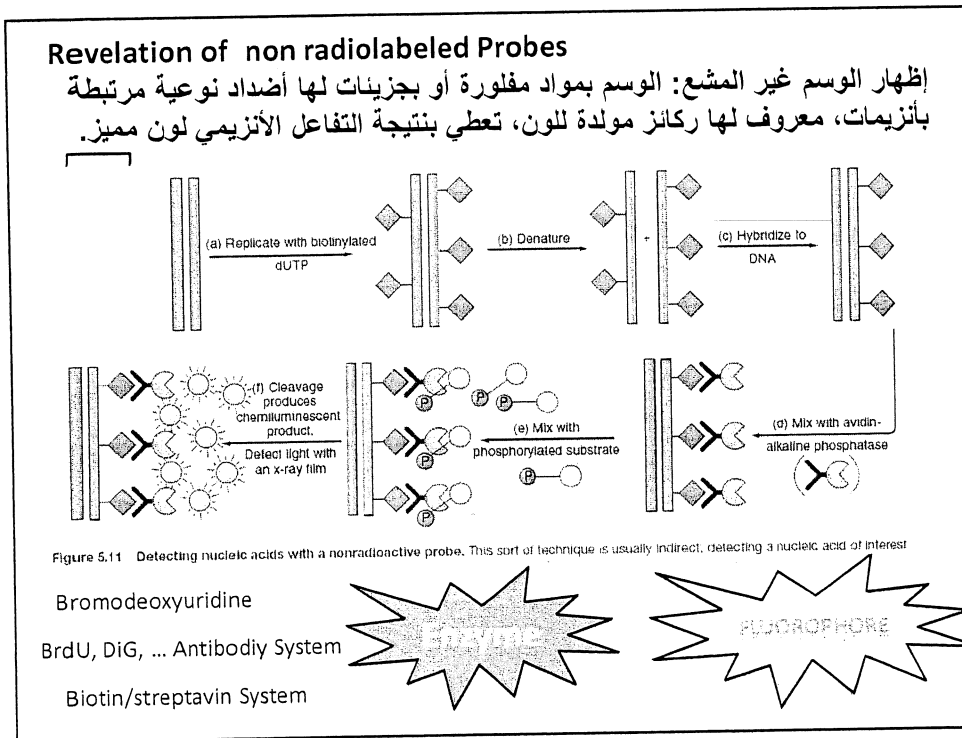 Revelation of non radiolabeled Probes
إظهار الوسم غير المشع: الوسم بمواد مفلورة أو بجزيئات لها أضداد نوعية مرتبطة
بأنزيمات، معروف لها ركائز مولدة للون، تعطي بنتيجة التفاعل الأنزيمي لون مميز.
(a) Replicate with biotinylated
dUTP
(b) Denature
+
(c) Hybridize to
DNA
(d) Mix with avidin-
alkaline phosphatase
(e) Mix with
phosphorylated substrate
P
P
P
P
P
P
(f) Cleavage
produces
chemiluminescent
product.
Detect light with
an x-ray film
Figure 5.11 Detecting nucleic acids with a nonradioactive probe. This sort of technique is usually indirect, detecting a nucleic acid of interest
Bromodeoxyuridine
BrdU, DiG, ... Antibodiy System
Biotin/streptavin System
Enzyme
FLUOROPHORE